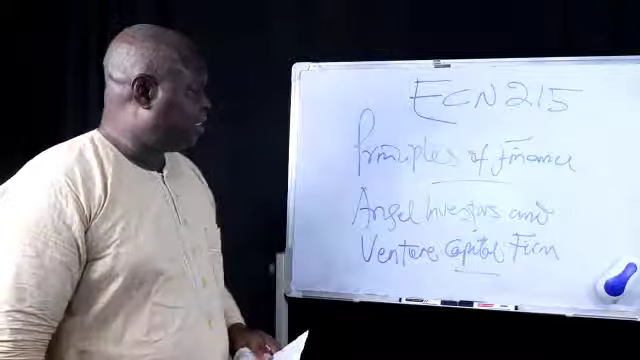 ECN 215
Principles of finance
Angel Investors and
Venture Capital Firm